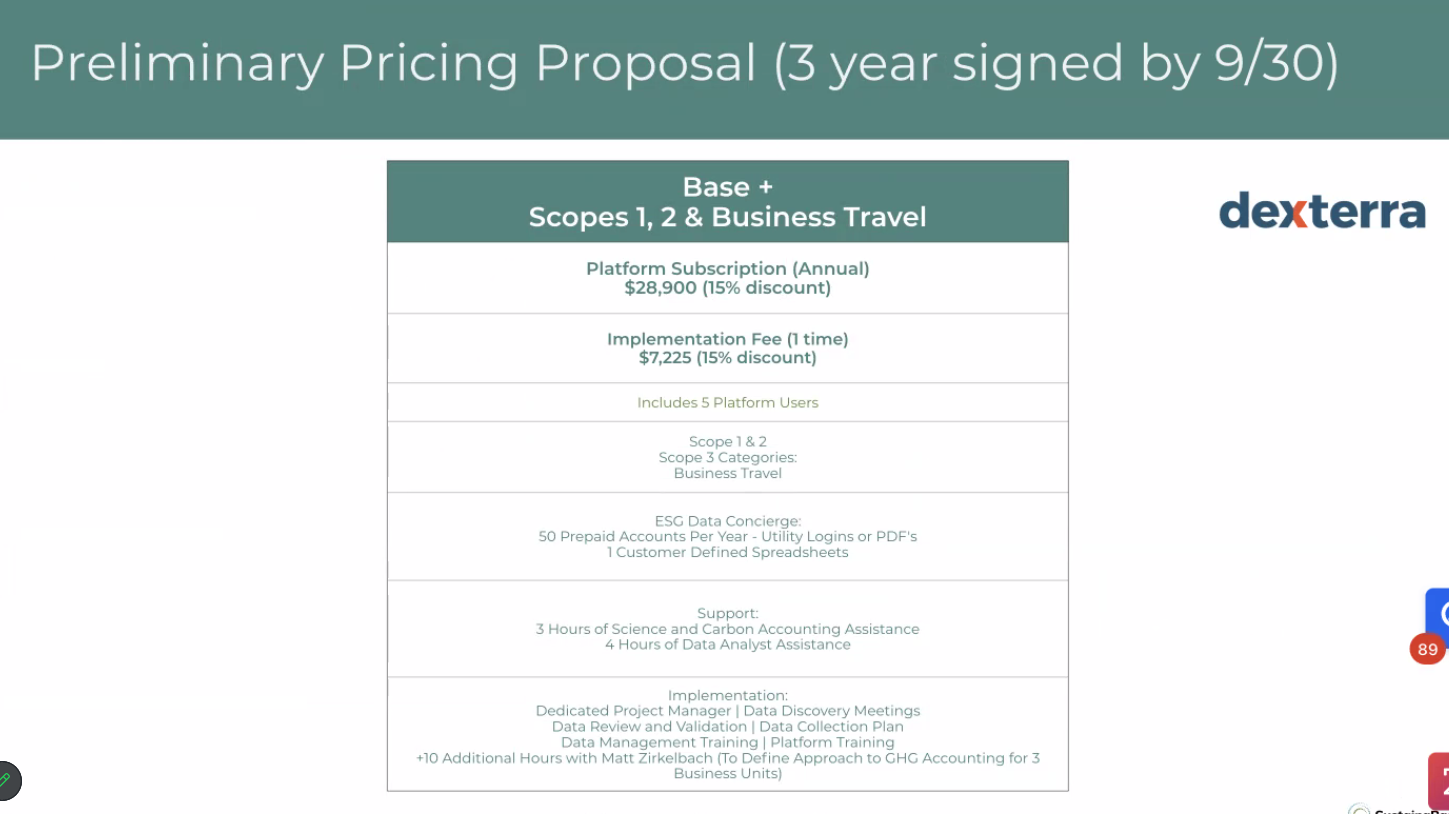 Preliminary Pricing Proposal (3 year signed by 9/30)
Base +
Scopes 1, 2 & Business Travel
dexterra
Platform Subscription (Annual)
$28,900 (15% discount)
Implementation Fee (1 time)
$7,225 (15% discount)
Includes 5 Platform Users
Scope 1 & 2
Scope 3 Categories:
Business Travel
ESG Data Concierge:
50 Prepaid Accounts Per Year - Utility Logins or PDF's
1 Customer Defined Spreadsheets
Support:
3 Hours of Science and Carbon Accounting Assistance
4 Hours of Data Analyst Assistance
89
Implementation:
Dedicated Project Manager | Data Discovery Meetings
Data Review and Validation | Data Collection Plan
Data Management Training | Platform Training
+10 Additional Hours with Matt Zirkelbach (To Define Approach to GHG Accounting for 3
Business Units)